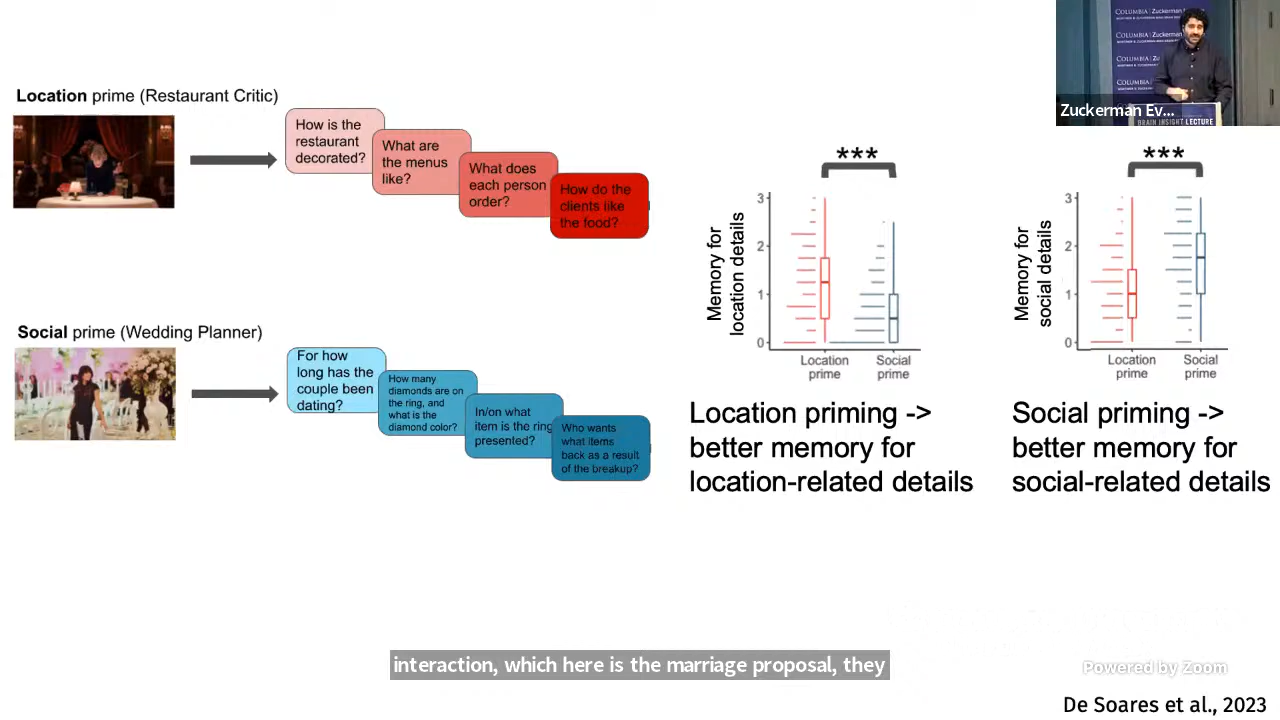 COLUMBIA | Zuckerman
COLUMBIA | Zuckerman
COLUMBIA
COLUMBIA
Zuckerman Ev...
BRAIN INSIGHT LECTURE
Location prime (Restaurant Critic)
How is the
restaurant
decorated?
What are
the menus
like?
What does
each person
order?
How do the
clients like
the food?
Social prime (Wedding Planner)
For how
long has the
couple been
dating?
How many
diamonds are on
the ring, and
what is the
diamond color?
In/on what
item is the ring
presented?
Who wants
what items
back as a result
of the breakup?
***
Memory for
location details
3
2
1
0
Location
prime
Social
prime
Location priming ->
better memory for
location-related details
***
Memory for
social details
3
2
1
0
Location
prime
Social
prime
Social priming ->
better memory for
social-related details
interaction, which here is the marriage proposal, they
Powered by Zoom
De Soares et al., 2023